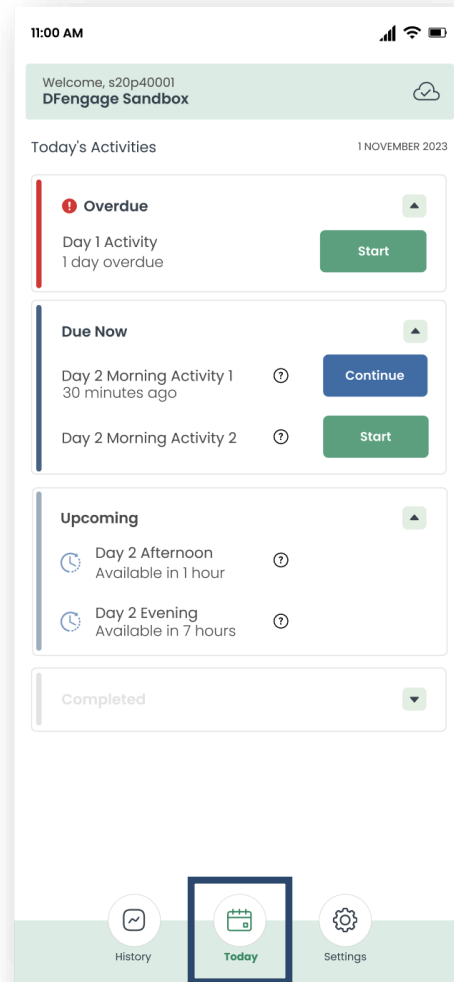 11:00 AM
Welcome, s20p40001
DFengage Sandbox
Today's Activities 1 NOVEMBER 2023
Overdue
Day 1 Activity
1 day overdue
Start
Due Now
Day 2 Morning Activity 1
30 minutes ago
Continue
Day 2 Morning Activity 2
Start
Upcoming
Day 2 Afternoon
Available in 1 hour
Day 2 Evening
Available in 7 hours
Completed
History Today Settings